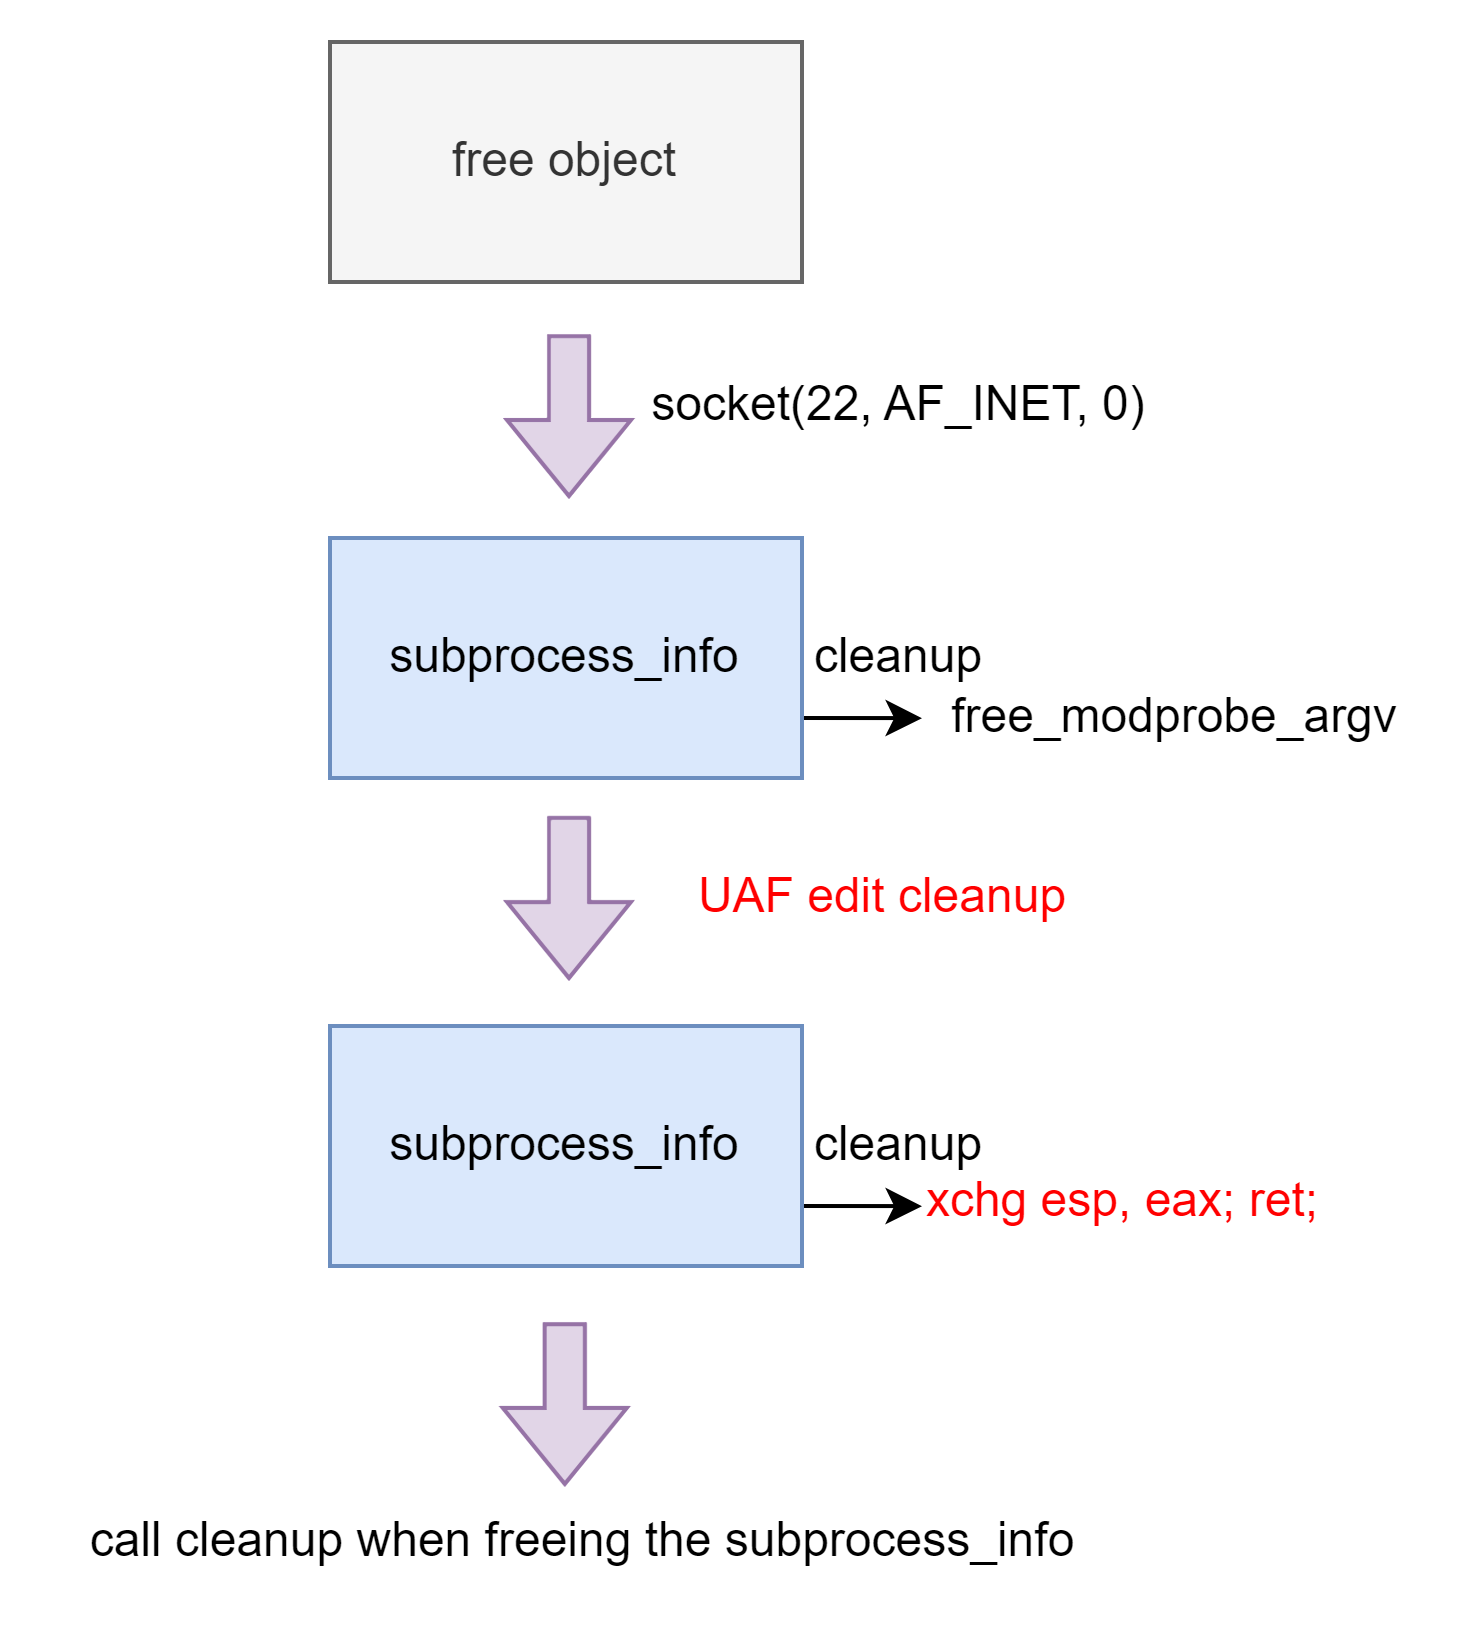 free object
socket(22, AF_INET, 0)
subprocess_info
cleanup
free_modprobe_argv
UAF edit cleanup
subprocess_info
cleanup
xchg esp, eax; ret;
call cleanup when freeing the subprocess_info